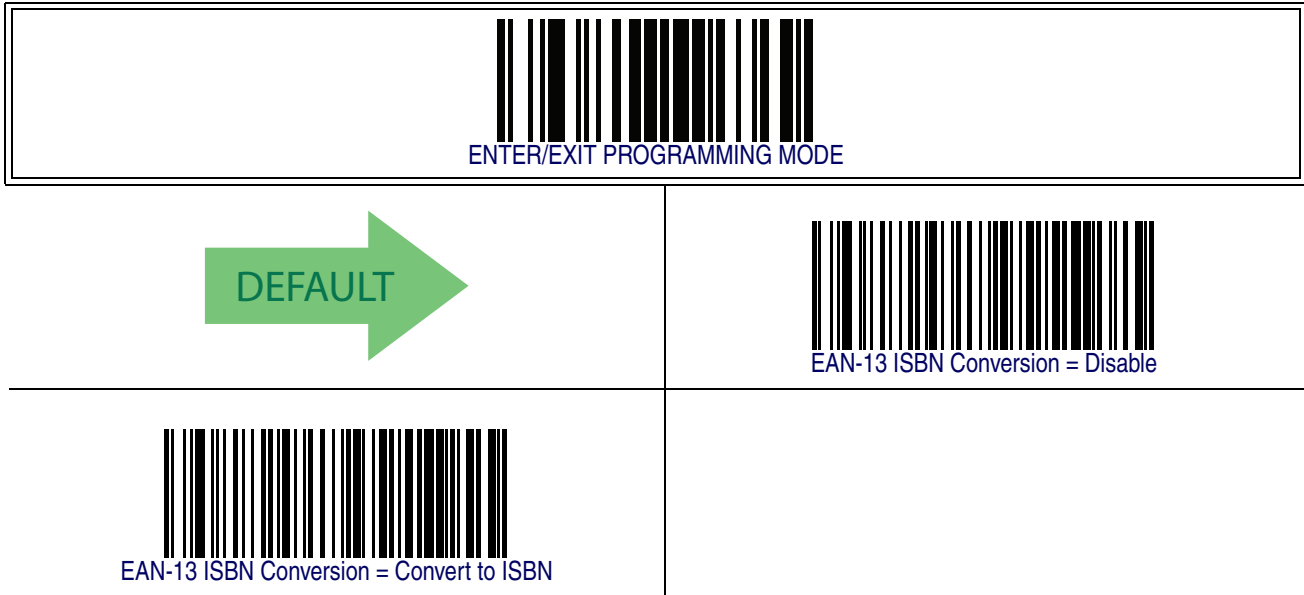 ENTER/EXIT PROGRAMMING MODE
DEFAULT
EAN-13 ISBN Conversion = Disable
EAN-13 ISBN Conversion = Convert to ISBN